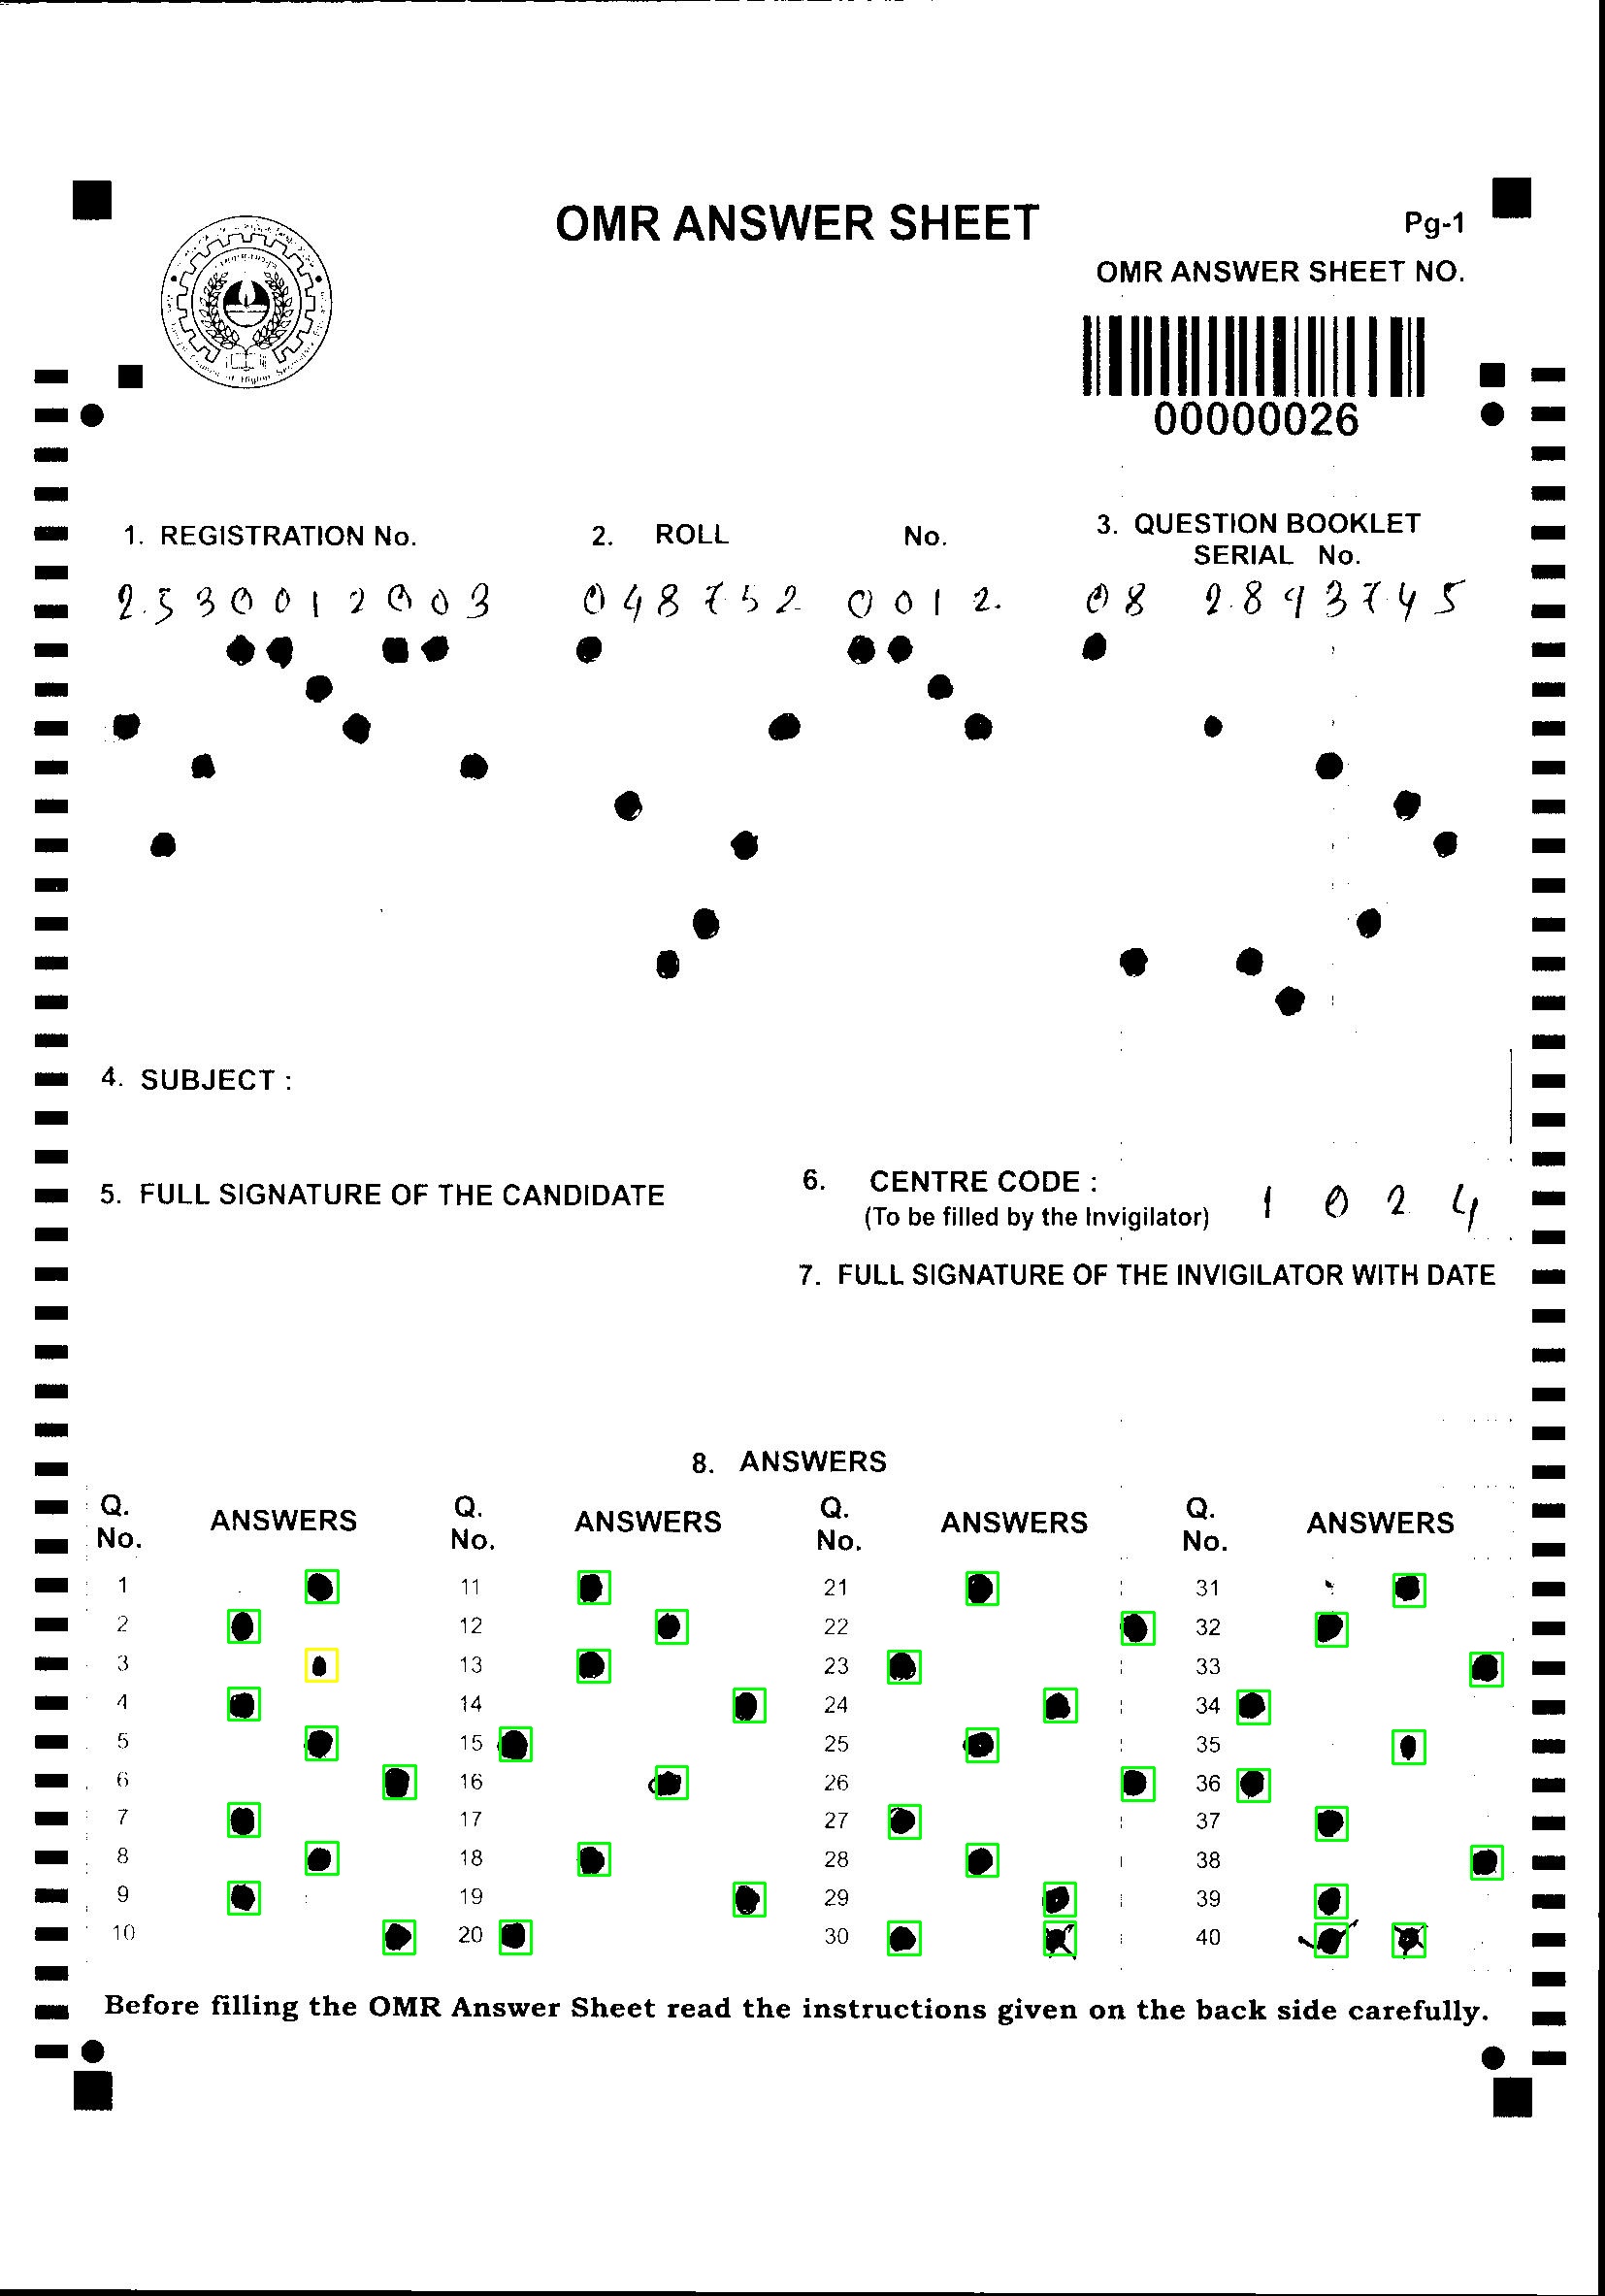 OMR ANSWER SHEET
Pg-1
OMR ANSWER SHEET NO.
00000026
1. REGISTRATION No.
2. ROLL No.
3. QUESTION BOOKLET
SERIAL No.
2530012003
048752 0012
08 2893745
4. SUBJECT :
5. FULL SIGNATURE OF THE CANDIDATE
6. CENTRE CODE :
(To be filled by the Invigilator)
1 0 2 4
7. FULL SIGNATURE OF THE INVIGILATOR WITH DATE
8. ANSWERS
Q. No. ANSWERS Q. No. ANSWERS Q. No. ANSWERS Q. No. ANSWERS
1 11 21 31
2 12 22 32
3 13 23 33
4 14 24 34
5 15 25 35
6 16 26 36
7 17 27 37
8 18 28 38
9 19 29 39
10 20 30 40
Before filling the OMR Answer Sheet read the instructions given on the back side carefully.